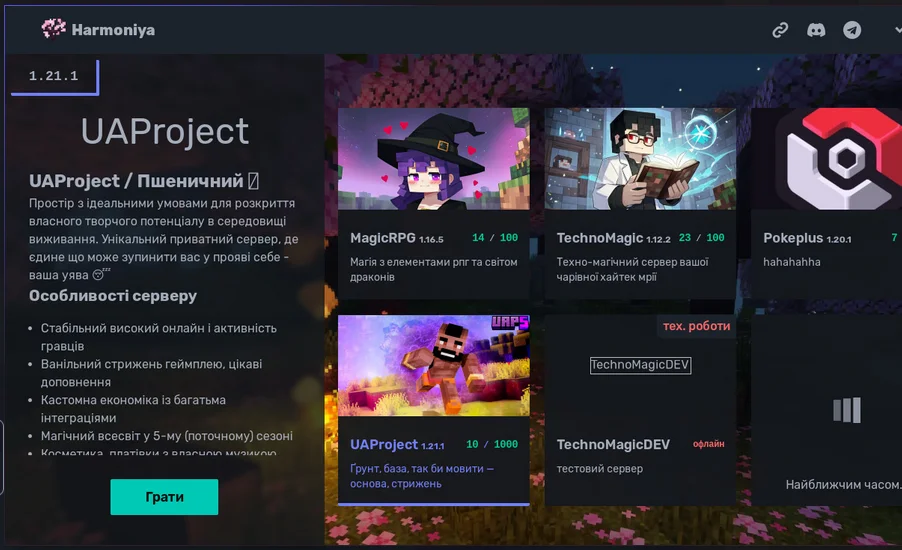 Harmoniya
1.21.1
UAProject
UAProject / Пшеничний
Простір з ідеальними умовами для розкриття
власного творчого потенціалу в середовищі
виживання. Унікальний приватний сервер, де
єдине що може зупинити вас у прояві себе -
ваша уява 😴
Особливості серверу
• Стабільний високий онлайн і активність
гравців
• Ванільний стрижень геймплею, цікаві
доповнення
• Кастомна економіка із багатьма
інтеграціями
• Магічний всесвіт у 5-му (поточному) сезоні
• Косметика, платівки з власною музикою
Грати
MagicRPG 1.16.5 14 / 100
Магія з елементами рпг та світом
драконів
TechnoMagic 1.12.2 23 / 100
Техно-магічний сервер вашої
чарівної хайтек мрії
Pokeplus 1.20.1 7
hahahahha
UAPS
UAProject 1.21.1 10 / 1000
Ґрунт, база, так би мовити —
основа, стрижень
тех. роботи
TechnoMagicDEV
TechnoMagicDEV офлайн
тестовий сервер
Найближчим часом.